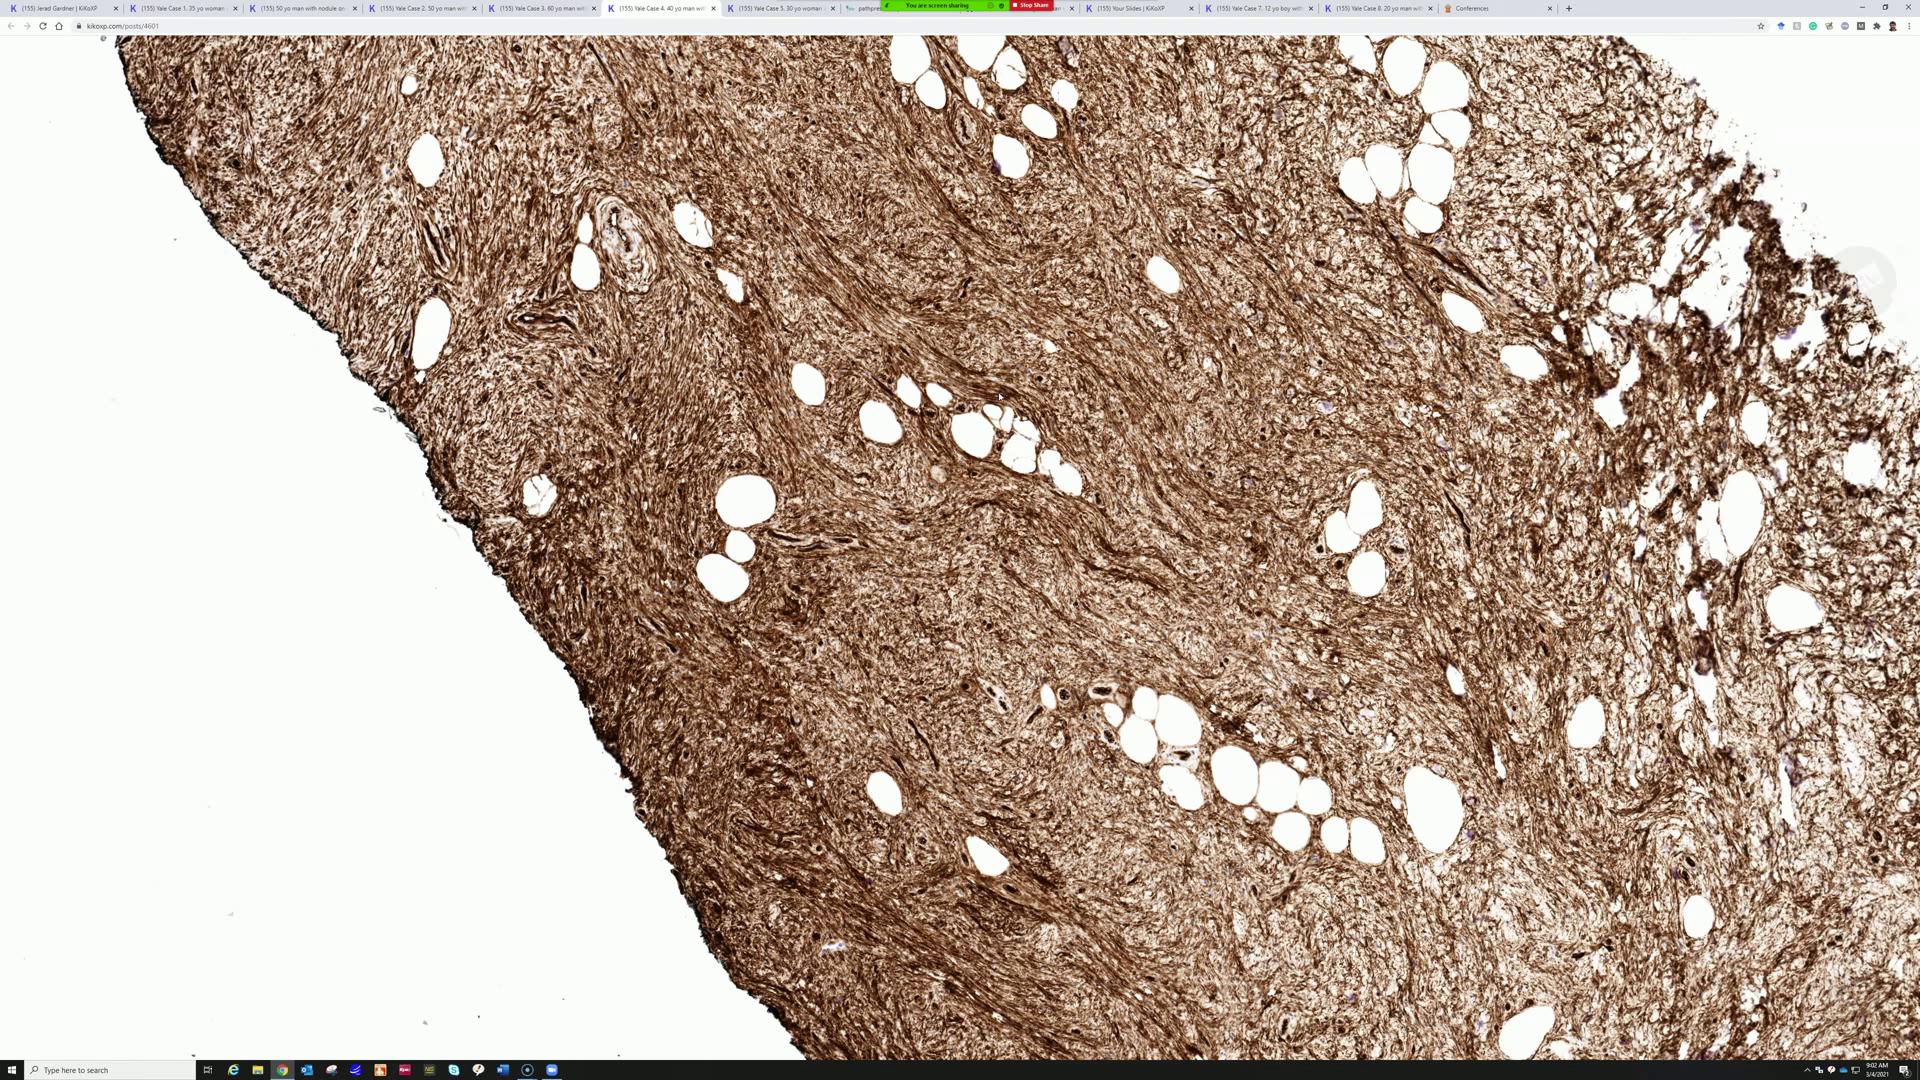 (155) Jerad Gardner | KiKoXP
(155) Yale Case 1. 35 yo woman
(155) 50 yo man with nodule on
(155) Yale Case 2. 50 yo man wit
(155) Yale Case 3. 60 yo man wit
(155) Yale Case 4. 40 yo man wit
(155) Yale Case 5. 30 yo woman
pathpres
You are screen sharing
Stop Share
(155) Your Slides | KiKoXP
(155) Yale Case 7. 12 yo boy with
(155) Yale Case 8. 20 yo man wit
Conferences
kikoxp.com/posts/4601
Type here to search
9:02 AM
3/4/2021